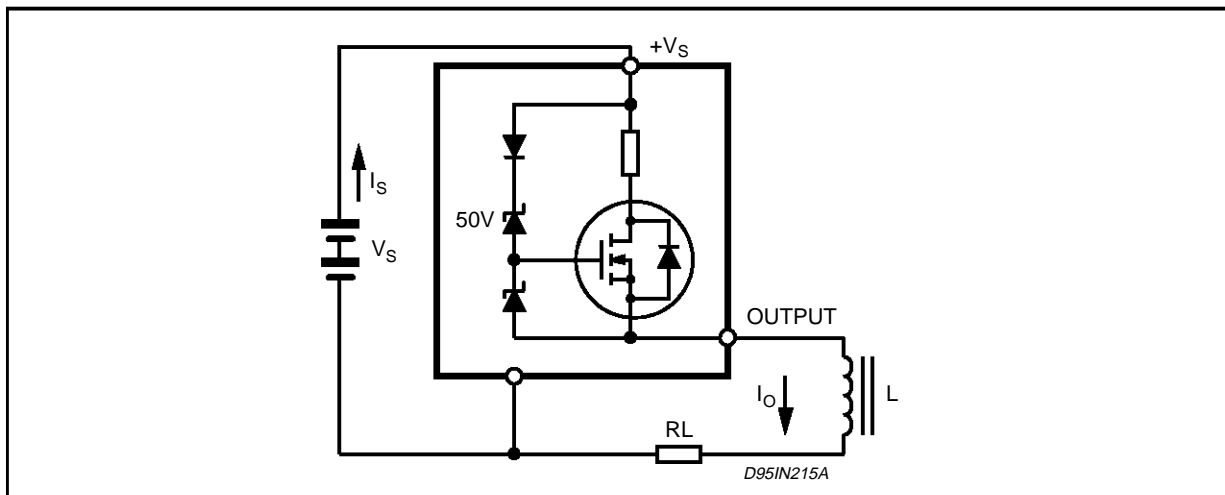 +VS
IS
50V
VS
OUTPUT
IO
L
RL
D95IN215A